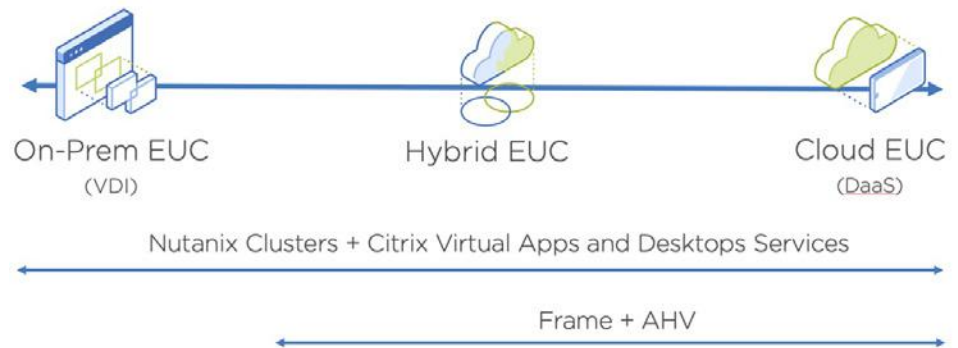 On-Prem EUC
(VDI)
Hybrid EUC
Cloud EUC
(DaaS)
Nutanix Clusters + Citrix Virtual Apps and Desktops Services
Frame + AHV